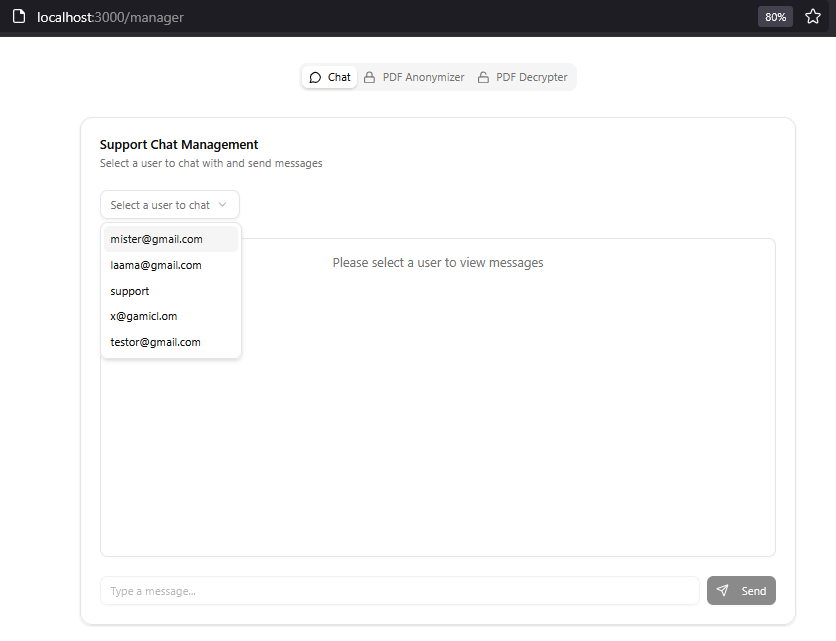 localhost:3000/manager
80%
Chat
PDF Anonymizer
PDF Decrypter
Support Chat Management
Select a user to chat with and send messages
Select a user to chat
mister@gmail.com
laama@gmail.com
support
x@gamicl.om
testor@gmail.com
Please select a user to view messages
Type a message...
Send